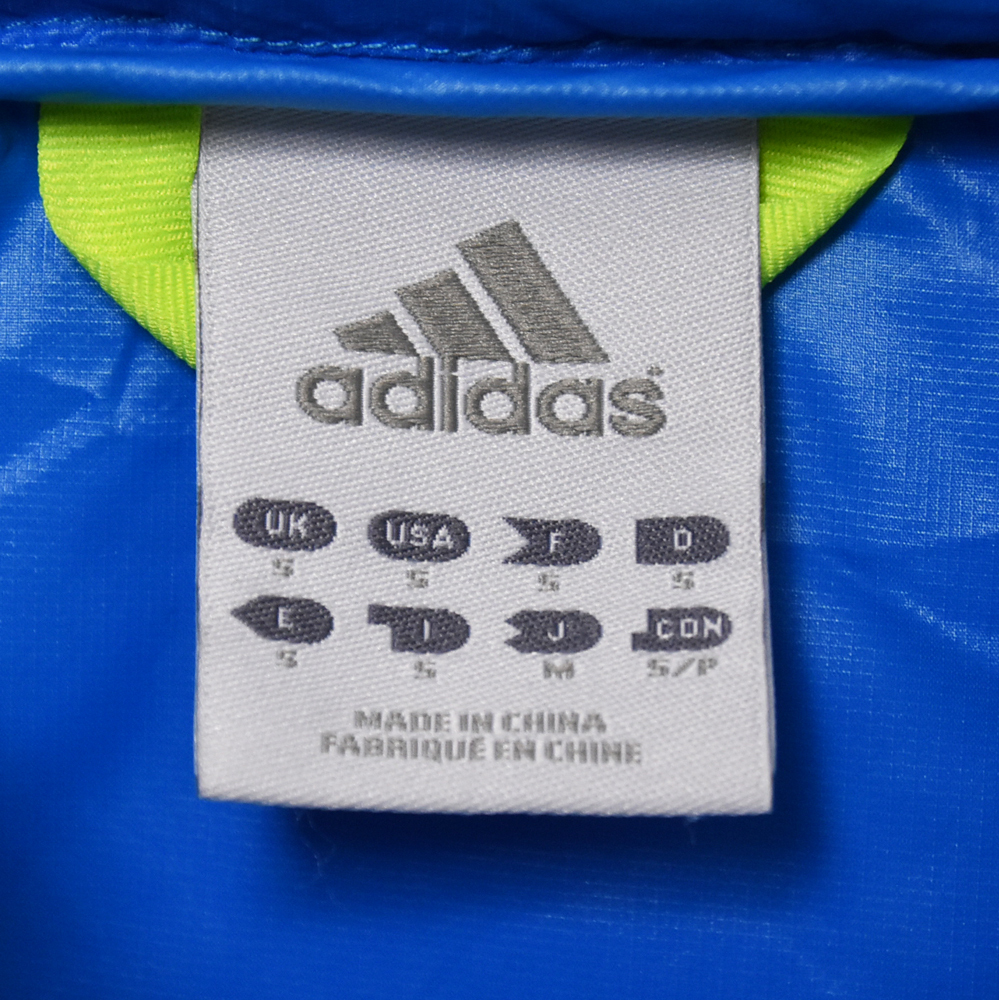 adidas
UK USA F D
S S S S
E I J CON
S S M S/P
MADE IN CHINA
FABRIQUÉ EN CHINE